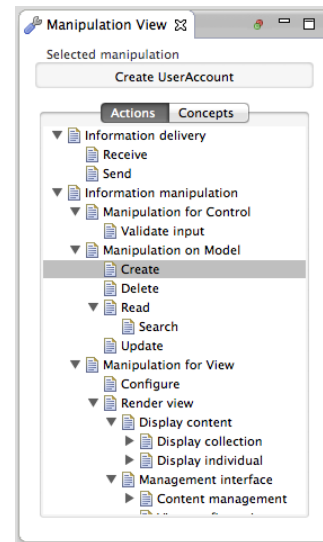 Manipulation View
Selected manipulation
Create UserAccount
Actions Concepts
Information delivery
Receive
Send
Information manipulation
Manipulation for Control
Validate input
Manipulation on Model
Create
Delete
Read
Search
Update
Manipulation for View
Configure
Render view
Display content
Display collection
Display individual
Management interface
Content management